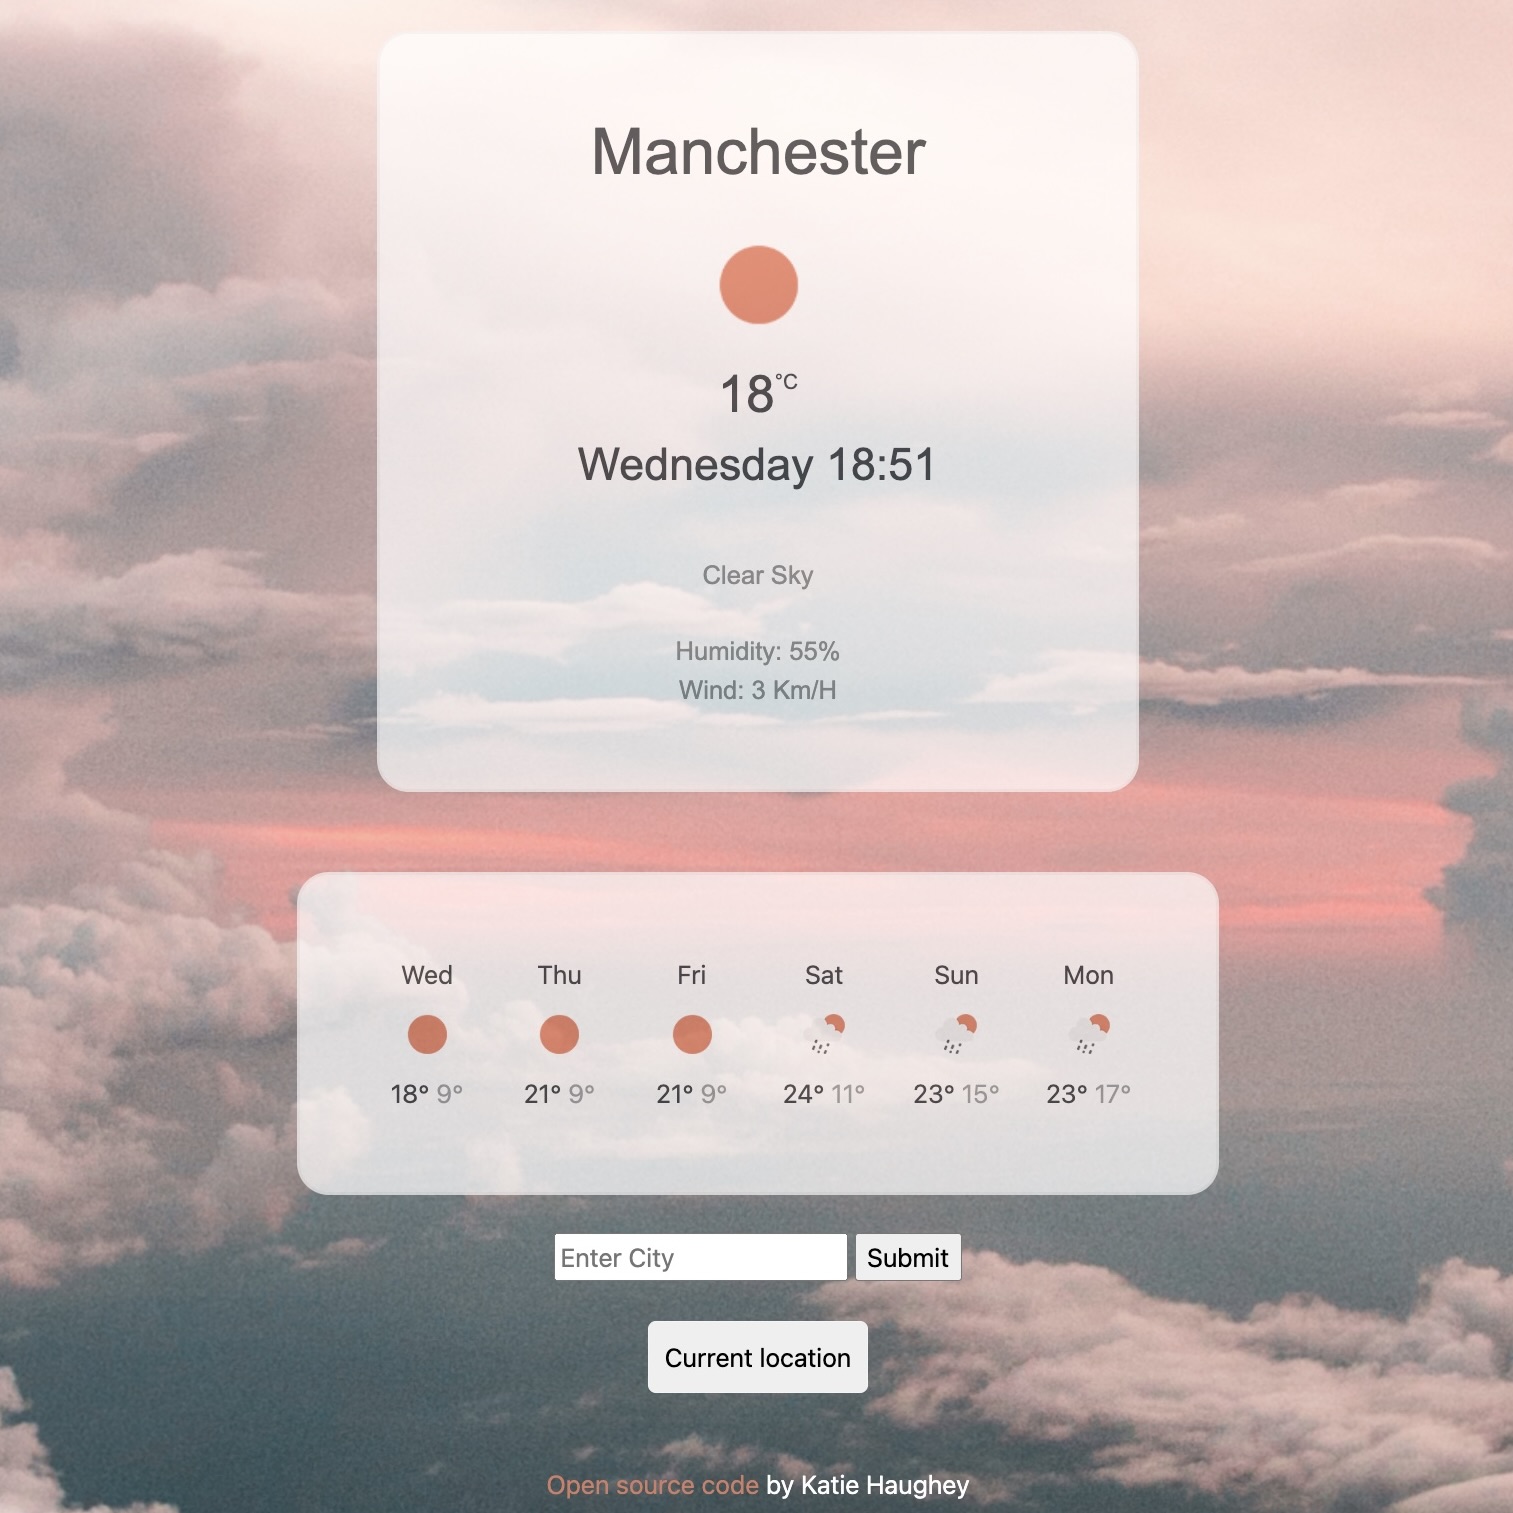 Manchester
18°C
Wednesday 18:51
Clear Sky
Humidity: 55%
Wind: 3 Km/H
Wed Thu Fri Sat Sun Mon
18° 9° 21° 9° 21° 9° 24° 11° 23° 15° 23° 17°
Enter City Submit
Current location
Open source code by Katie Haughey